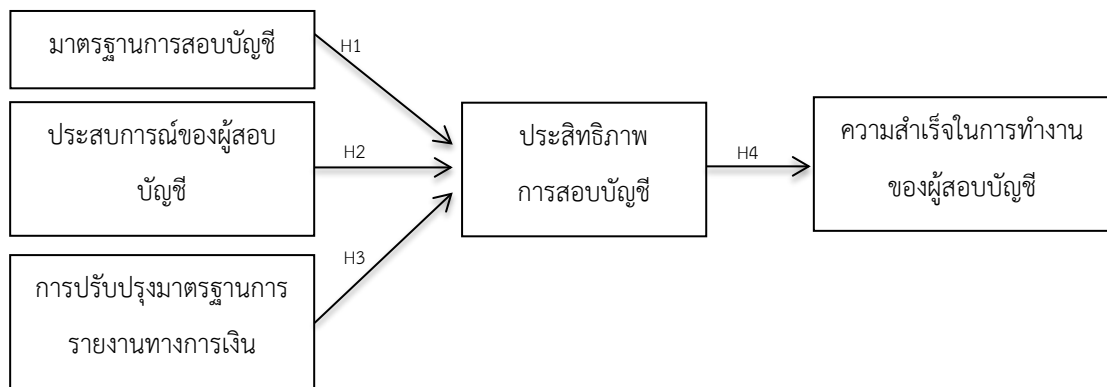 มาตรฐานการสอบบัญชี
H1
ประสบการณ์ของผู้สอบ
บัญชี
H2
การปรับปรุงมาตรฐานการ
รายงานทางการเงิน
H3
ประสิทธิภาพ
การสอบบัญชี
H4
ความสำเร็จในการทำงาน
ของผู้สอบบัญชี